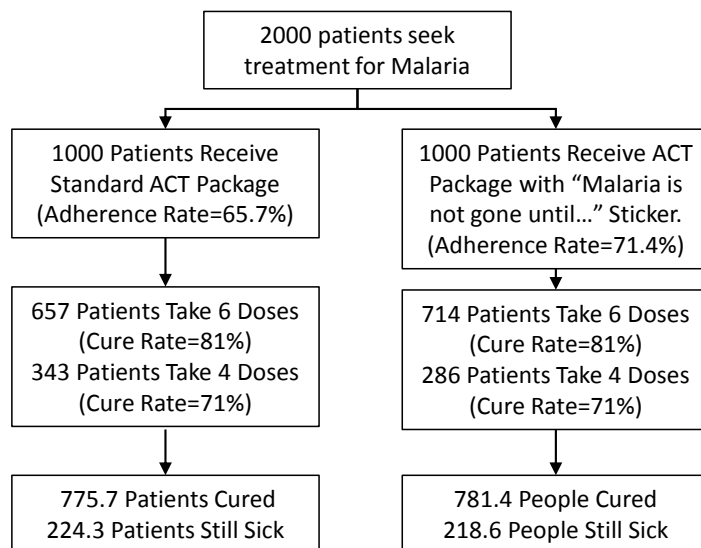 2000 patients seek
treatment for Malaria
1000 Patients Receive
Standard ACT Package
(Adherence Rate=65.7%)
1000 Patients Receive ACT
Package with “Malaria is
not gone until…” Sticker.
(Adherence Rate=71.4%)
657 Patients Take 6 Doses
(Cure Rate=81%)
343 Patients Take 4 Doses
(Cure Rate=71%)
714 Patients Take 6 Doses
(Cure Rate=81%)
286 Patients Take 4 Doses
(Cure Rate=71%)
775.7 Patients Cured
224.3 Patients Still Sick
781.4 People Cured
218.6 People Still Sick